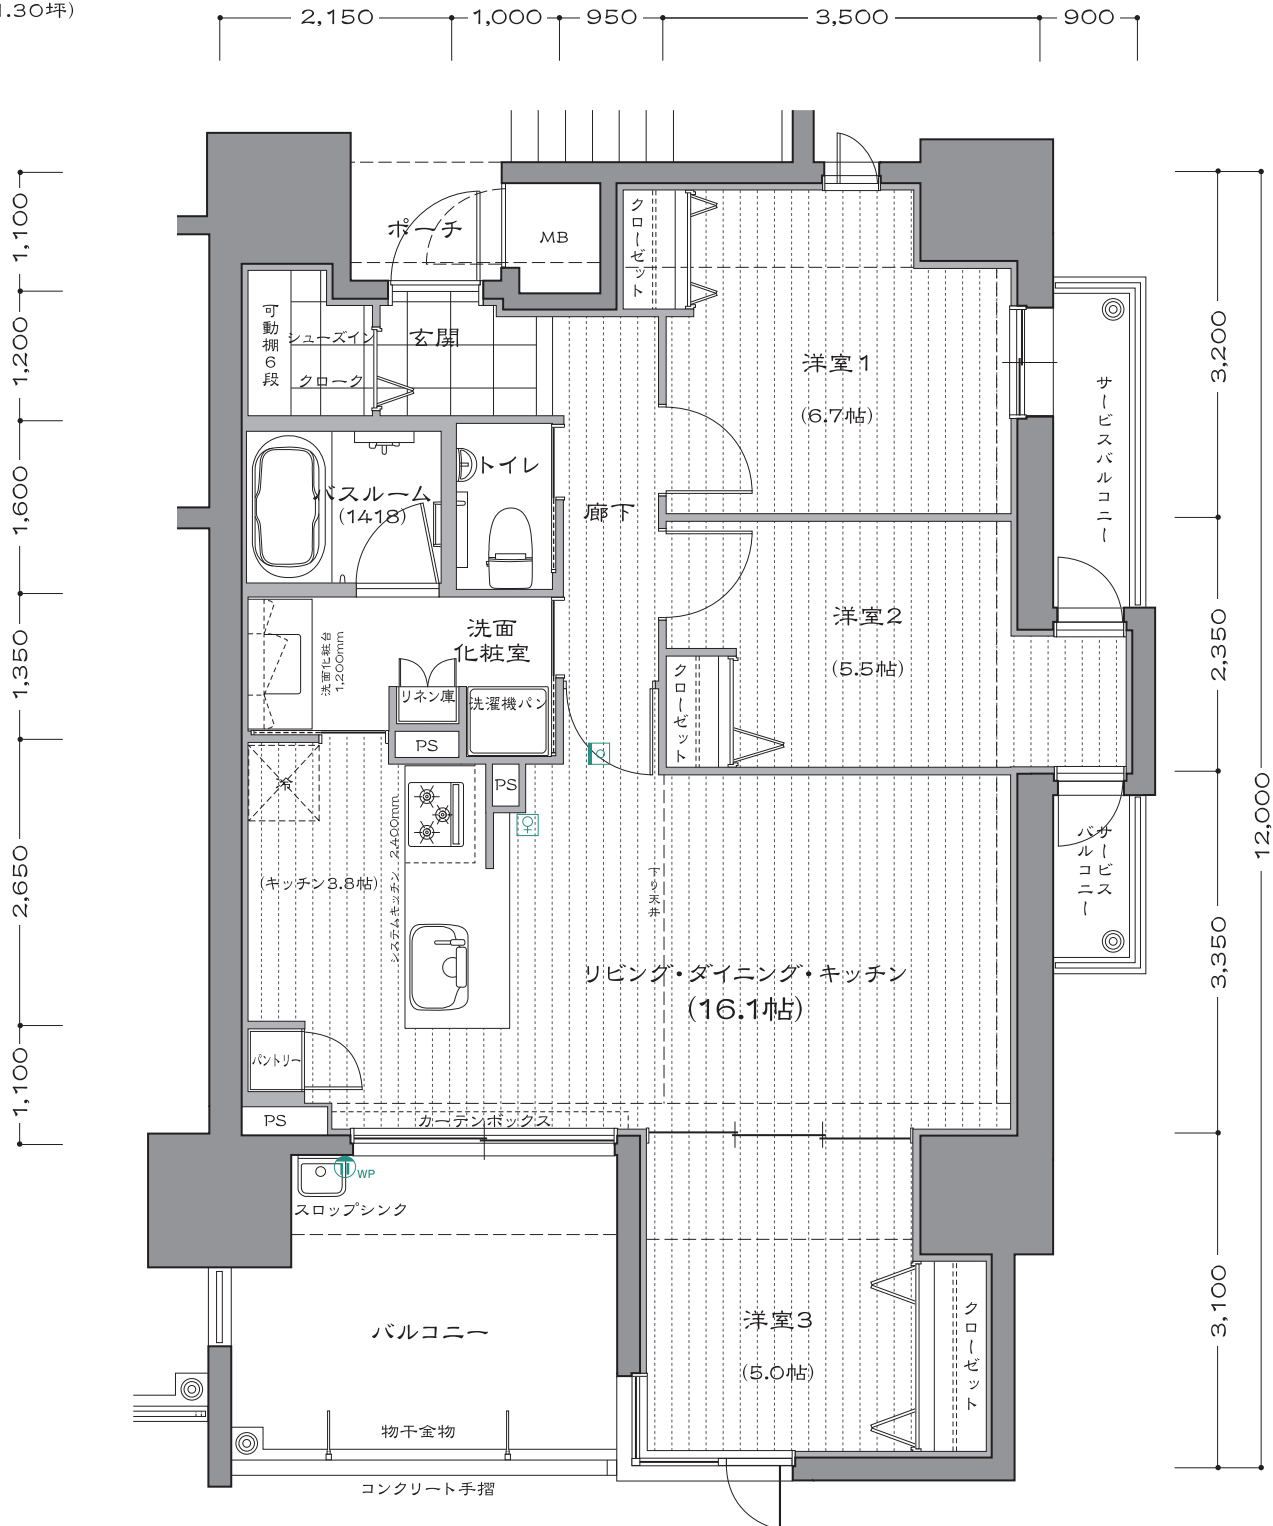 1.30坪)
2,150
1,000
950
3,500
900
1,100
1,200
1,600
1,350
2,650
1,100
3,200
2,350
3,350
3,100
12,000
ポーチ
MB
クローゼット
可動棚6段
シューズイン
クローク
玄関
洋室1
(6.7帖)
サービスバルコニー
バスルーム
(1418)
トイレ
廊下
洋室2
(5.5帖)
クローゼット
洗面
化粧室
洗面化粧台
1,200mm
リネン庫
洗濯機パン
PS
PS
冷
(キッチン3.8帖)
システムキッチン 2,400mm
下り天井
サービス
バルコニー
リビング・ダイニング・キッチン
(16.1帖)
パントリー
PS
カーテンボックス
WP
スロップシンク
バルコニー
洋室3
(5.0帖)
クローゼット
物干金物
コンクリート手摺